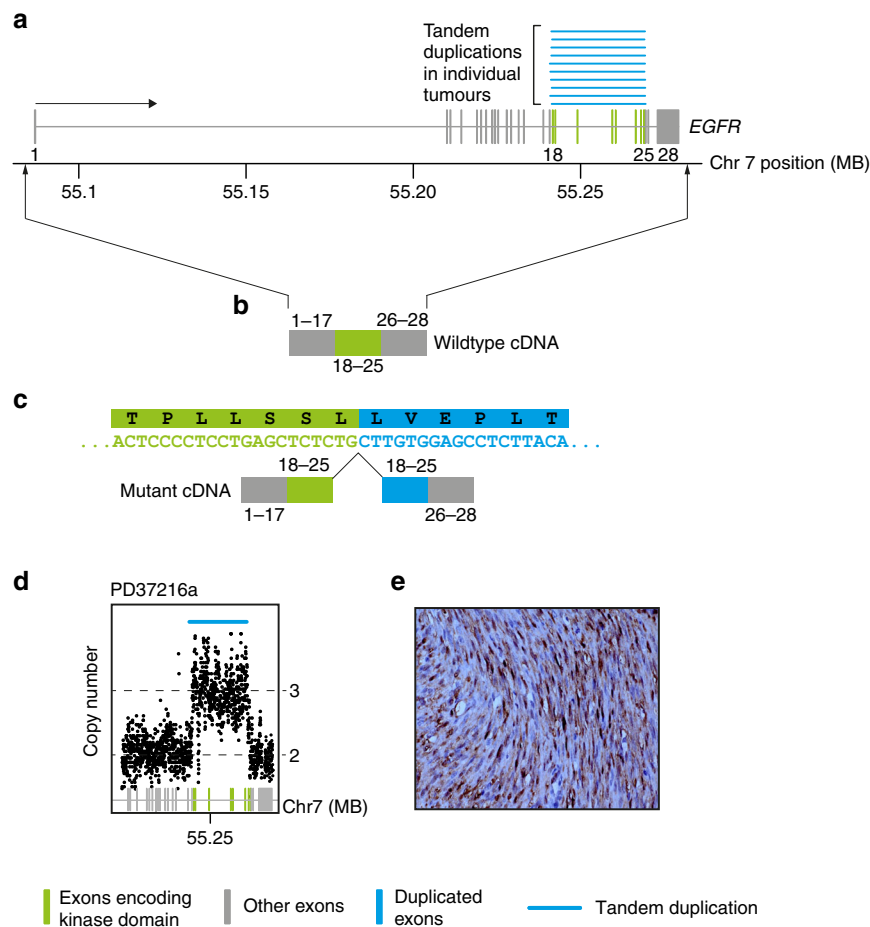 a
Tandem
duplications
in individual
tumours
EGFR
1
18
25 28
Chr 7 position (MB)
55.1
55.15
55.20
55.25
b
1–17
26–28
Wildtype cDNA
18–25
c
T P L L S S L L V E P L T
...ACTCCCCTCCTGAGCTCTCTGCTTGTGGAGCCTCTTACA...
18–25
18–25
Mutant cDNA
1–17
26–28
d
PD37216a
Copy number
3
2
Chr7 (MB)
55.25
e
Exons encoding
kinase domain
Other exons
Duplicated
exons
Tandem duplication